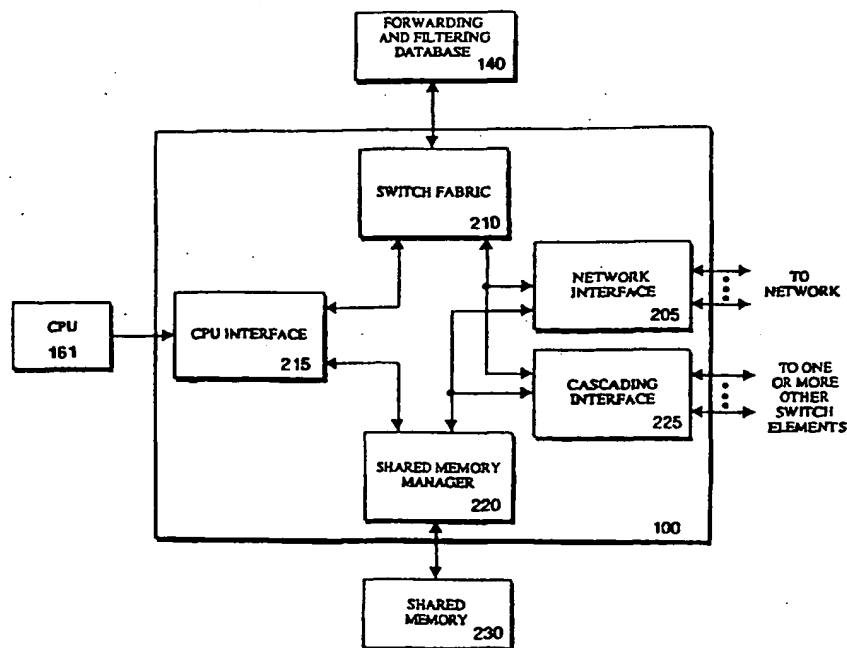 FORWARDING
AND FILTERING
DATABASE
140
SWITCH FABRIC
210
NETWORK
INTERFACE
205
TO
NETWORK
CPU
161
CPU INTERFACE
215
CASCADING
INTERFACE
225
TO ONE
OR MORE
OTHER
SWITCH
ELEMENTS
SHARED MEMORY
MANAGER
220
100
SHARED
MEMORY
230